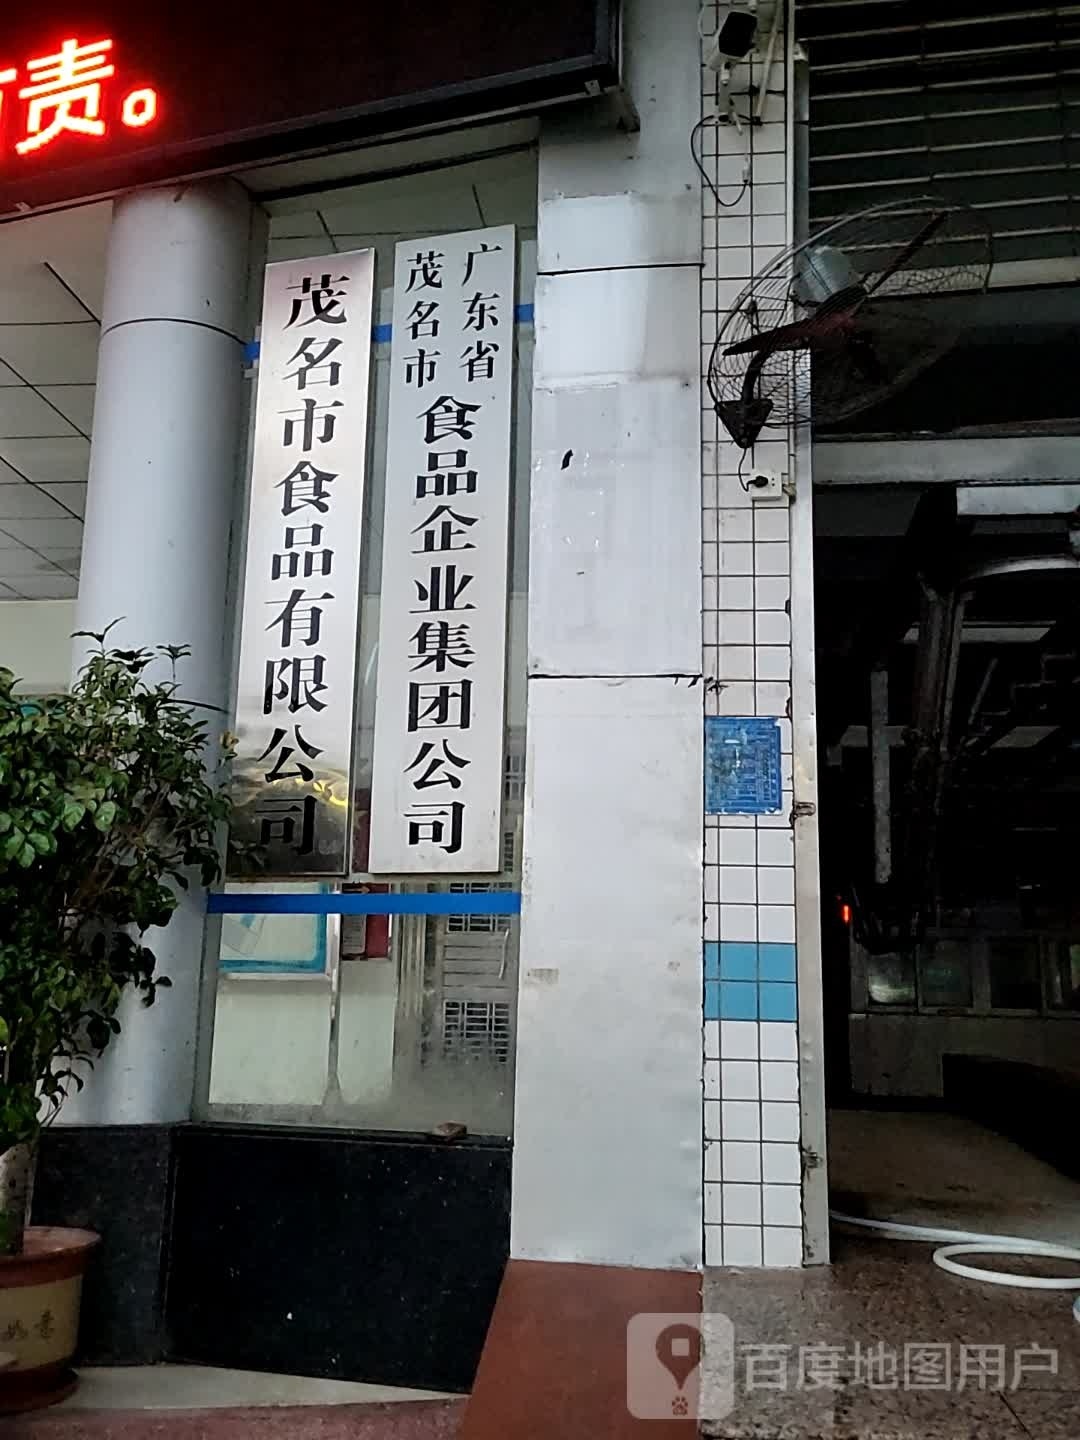 责。
茂名市食品有限公司
广东省
茂名市
食品企业集团公司
百度地图用户